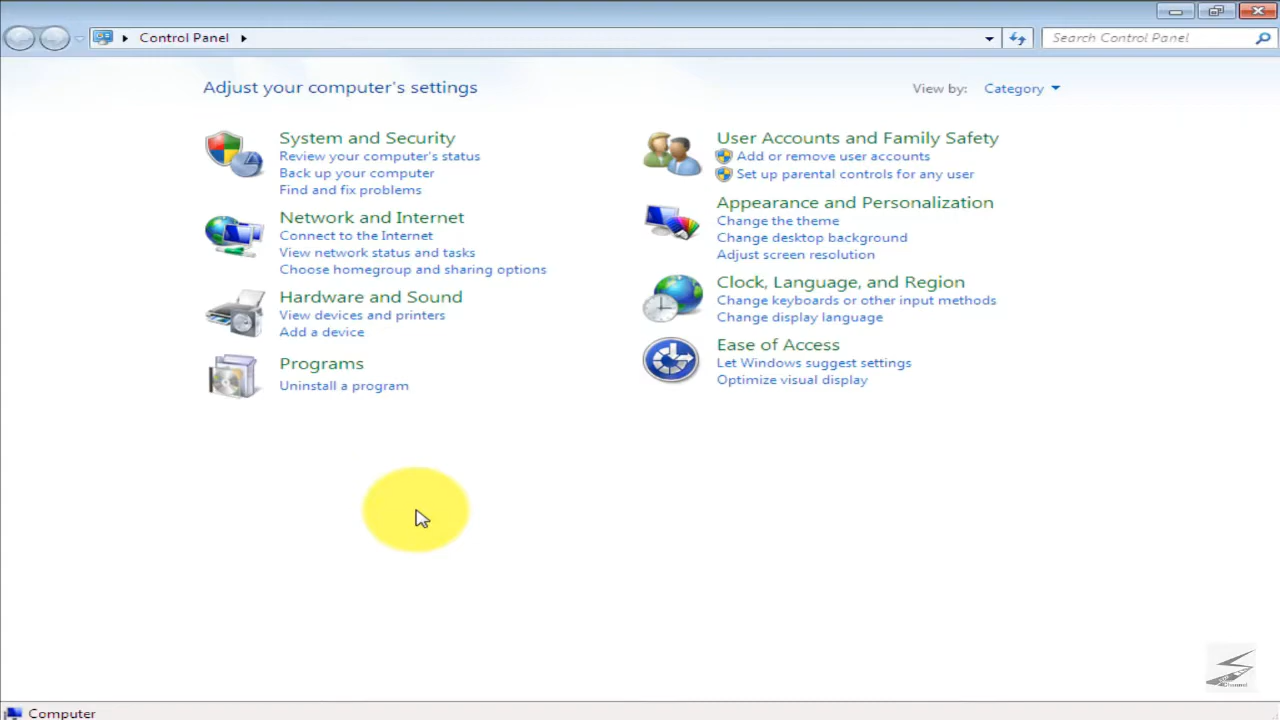 Control Panel
Search Control Panel
Adjust your computer's settings
View by: Category
System and Security
Review your computer's status
Back up your computer
Find and fix problems
Network and Internet
Connect to the Internet
View network status and tasks
Choose homegroup and sharing options
Hardware and Sound
View devices and printers
Add a device
Programs
Uninstall a program
User Accounts and Family Safety
Add or remove user accounts
Set up parental controls for any user
Appearance and Personalization
Change the theme
Change desktop background
Adjust screen resolution
Clock, Language, and Region
Change keyboards or other input methods
Change display language
Ease of Access
Let Windows suggest settings
Optimize visual display
Computer